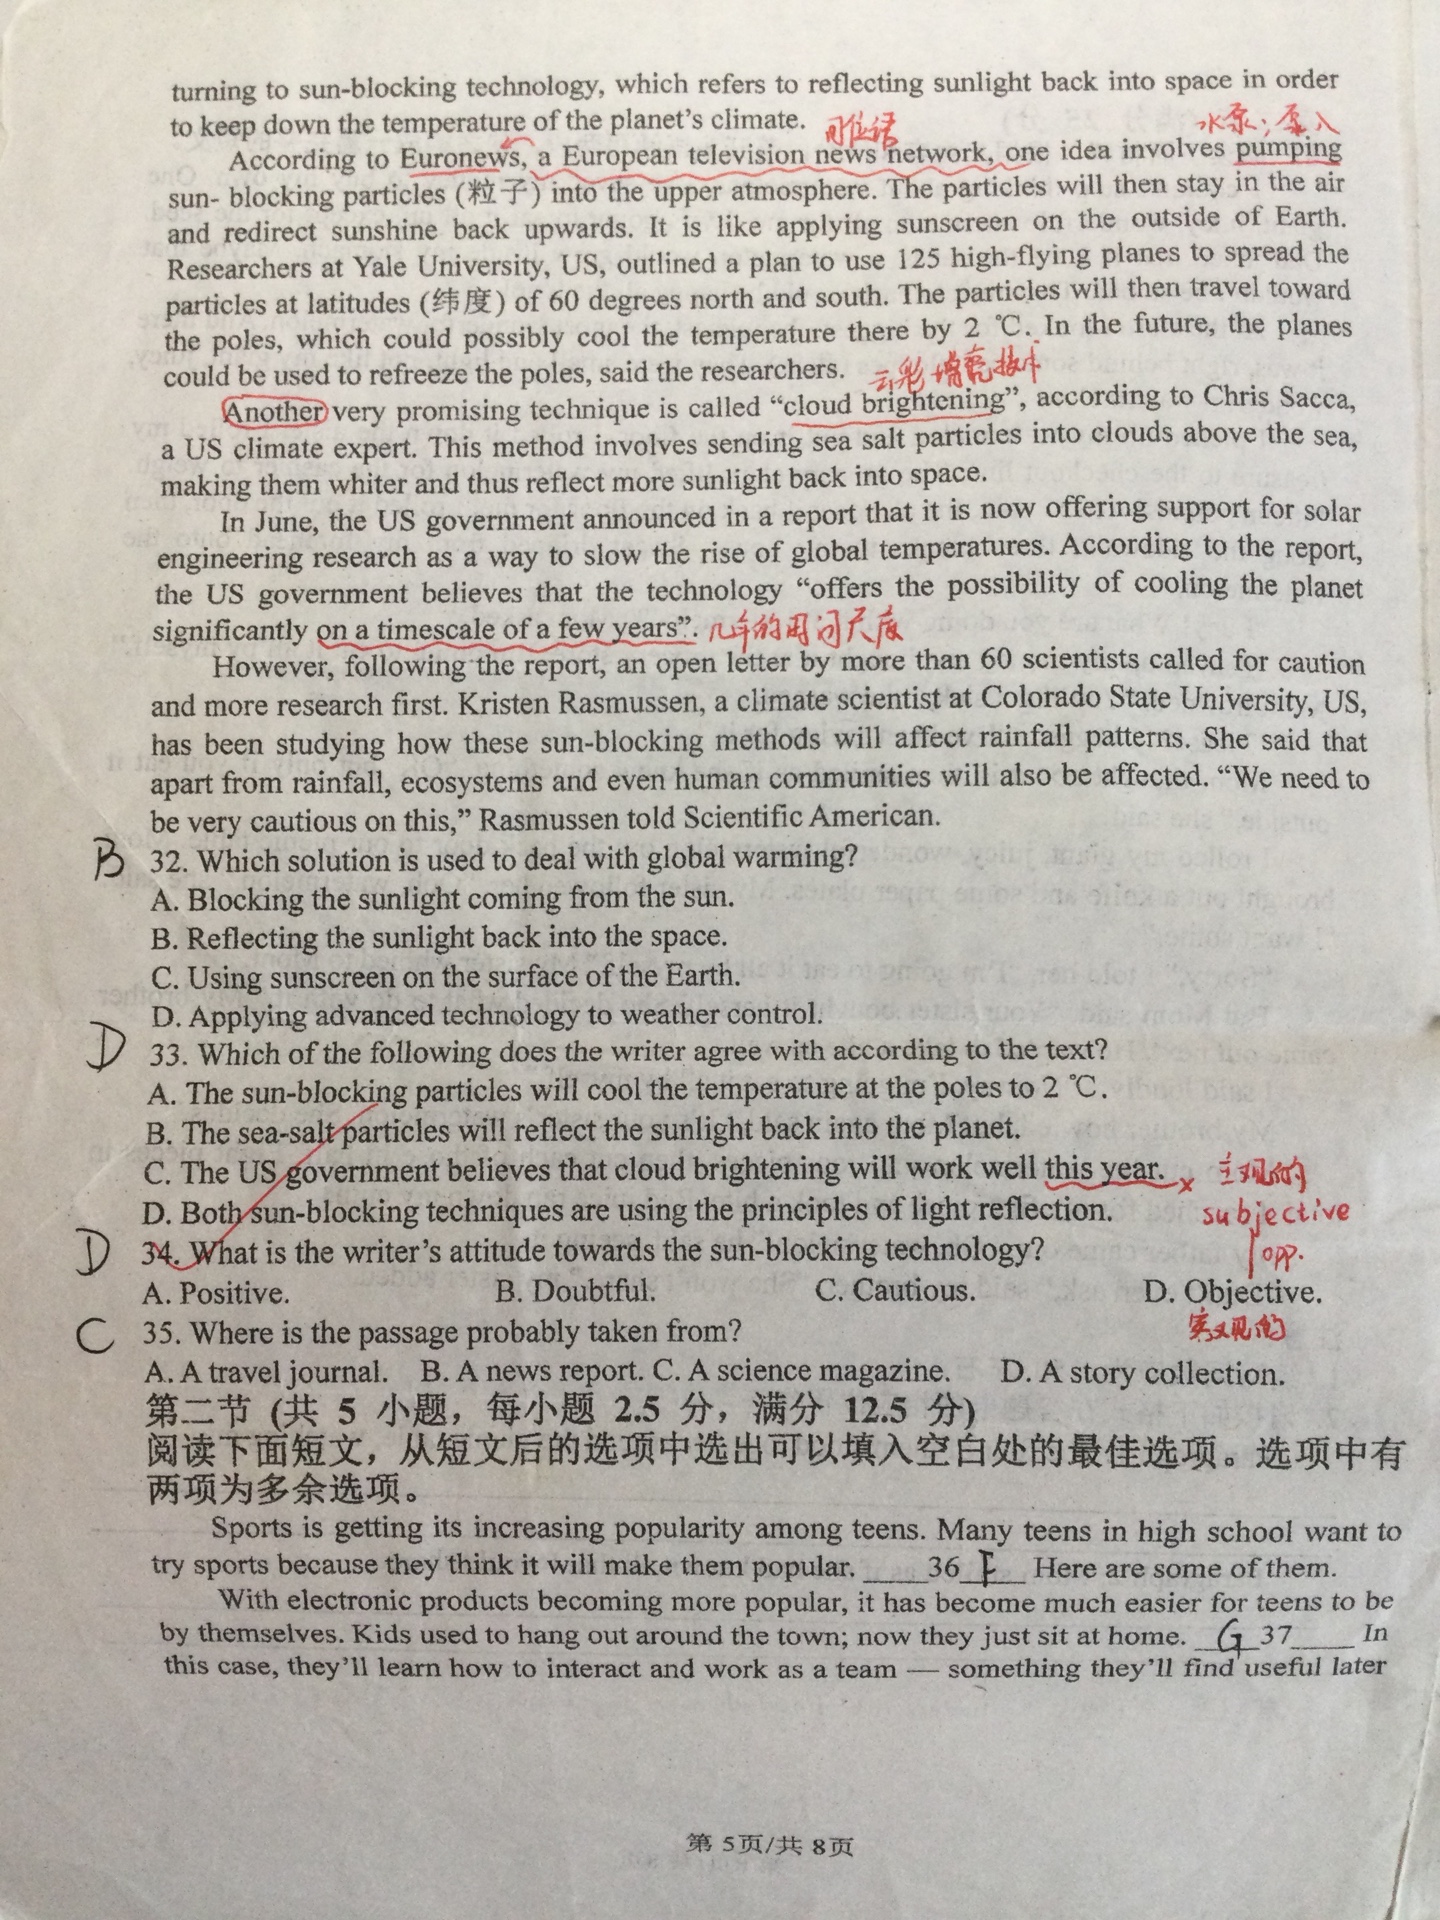 turning to sun-blocking technology, which refers to reflecting sunlight back into space in order
to keep down the temperature of the planet's climate.
同位语
水泵；泵入
According to Euronews, a European television news network, one idea involves pumping
sun- blocking particles (粒子) into the upper atmosphere. The particles will then stay in the air
and redirect sunshine back upwards. It is like applying sunscreen on the outside of Earth.
Researchers at Yale University, US, outlined a plan to use 125 high-flying planes to spread the
particles at latitudes (纬度) of 60 degrees north and south. The particles will then travel toward
the poles, which could possibly cool the temperature there by 2 ℃. In the future, the planes
could be used to refreeze the poles, said the researchers.
云彩增亮技术
Another very promising technique is called “cloud brightening”, according to Chris Sacca,
a US climate expert. This method involves sending sea salt particles into clouds above the sea,
making them whiter and thus reflect more sunlight back into space.
In June, the US government announced in a report that it is now offering support for solar
engineering research as a way to slow the rise of global temperatures. According to the report,
the US government believes that the technology “offers the possibility of cooling the planet
significantly on a timescale of a few years”. 几年的时间尺度
However, following the report, an open letter by more than 60 scientists called for caution
and more research first. Kristen Rasmussen, a climate scientist at Colorado State University, US,
has been studying how these sun-blocking methods will affect rainfall patterns. She said that
apart from rainfall, ecosystems and even human communities will also be affected. “We need to
be very cautious on this,” Rasmussen told Scientific American.
B 32. Which solution is used to deal with global warming?
A. Blocking the sunlight coming from the sun.
B. Reflecting the sunlight back into the space.
C. Using sunscreen on the surface of the Earth.
D. Applying advanced technology to weather control.
D 33. Which of the following does the writer agree with according to the text?
A. The sun-blocking particles will cool the temperature at the poles to 2 ℃.
B. The sea-salt particles will reflect the sunlight back into the planet.
C. The US government believes that cloud brightening will work well this year. x 主观的
D. Both sun-blocking techniques are using the principles of light reflection. subjective
D 34. What is the writer's attitude towards the sun-blocking technology? opp.
A. Positive. B. Doubtful. C. Cautious. D. Objective.
客观的
C 35. Where is the passage probably taken from?
A. A travel journal. B. A news report. C. A science magazine. D. A story collection.
第二节 (共 5 小题，每小题 2.5 分，满分 12.5 分)
阅读下面短文，从短文后的选项中选出可以填入空白处的最佳选项。选项中有
两项为多余选项。
Sports is getting its increasing popularity among teens. Many teens in high school want to
try sports because they think it will make them popular. ____36 E___ Here are some of them.
With electronic products becoming more popular, it has become much easier for teens to be
by themselves. Kids used to hang out around the town; now they just sit at home. __G_37____ In
this case, they'll learn how to interact and work as a team — something they'll find useful later
第 5页/共 8页